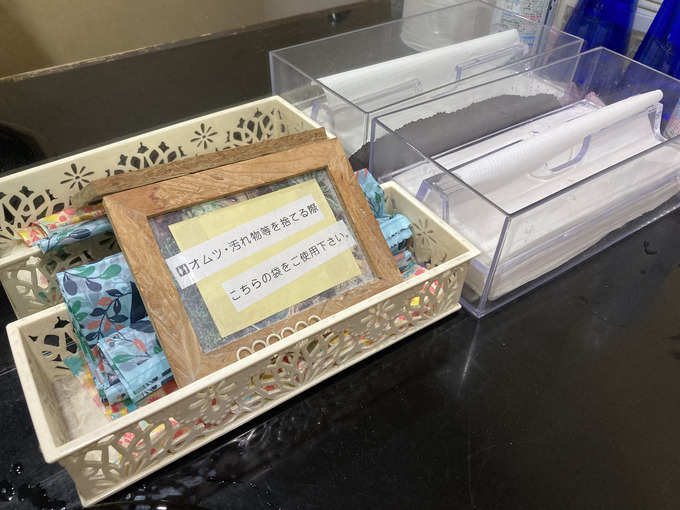 オムツ・汚れ物等を捨てる際
こちらの袋をご使用下さい。